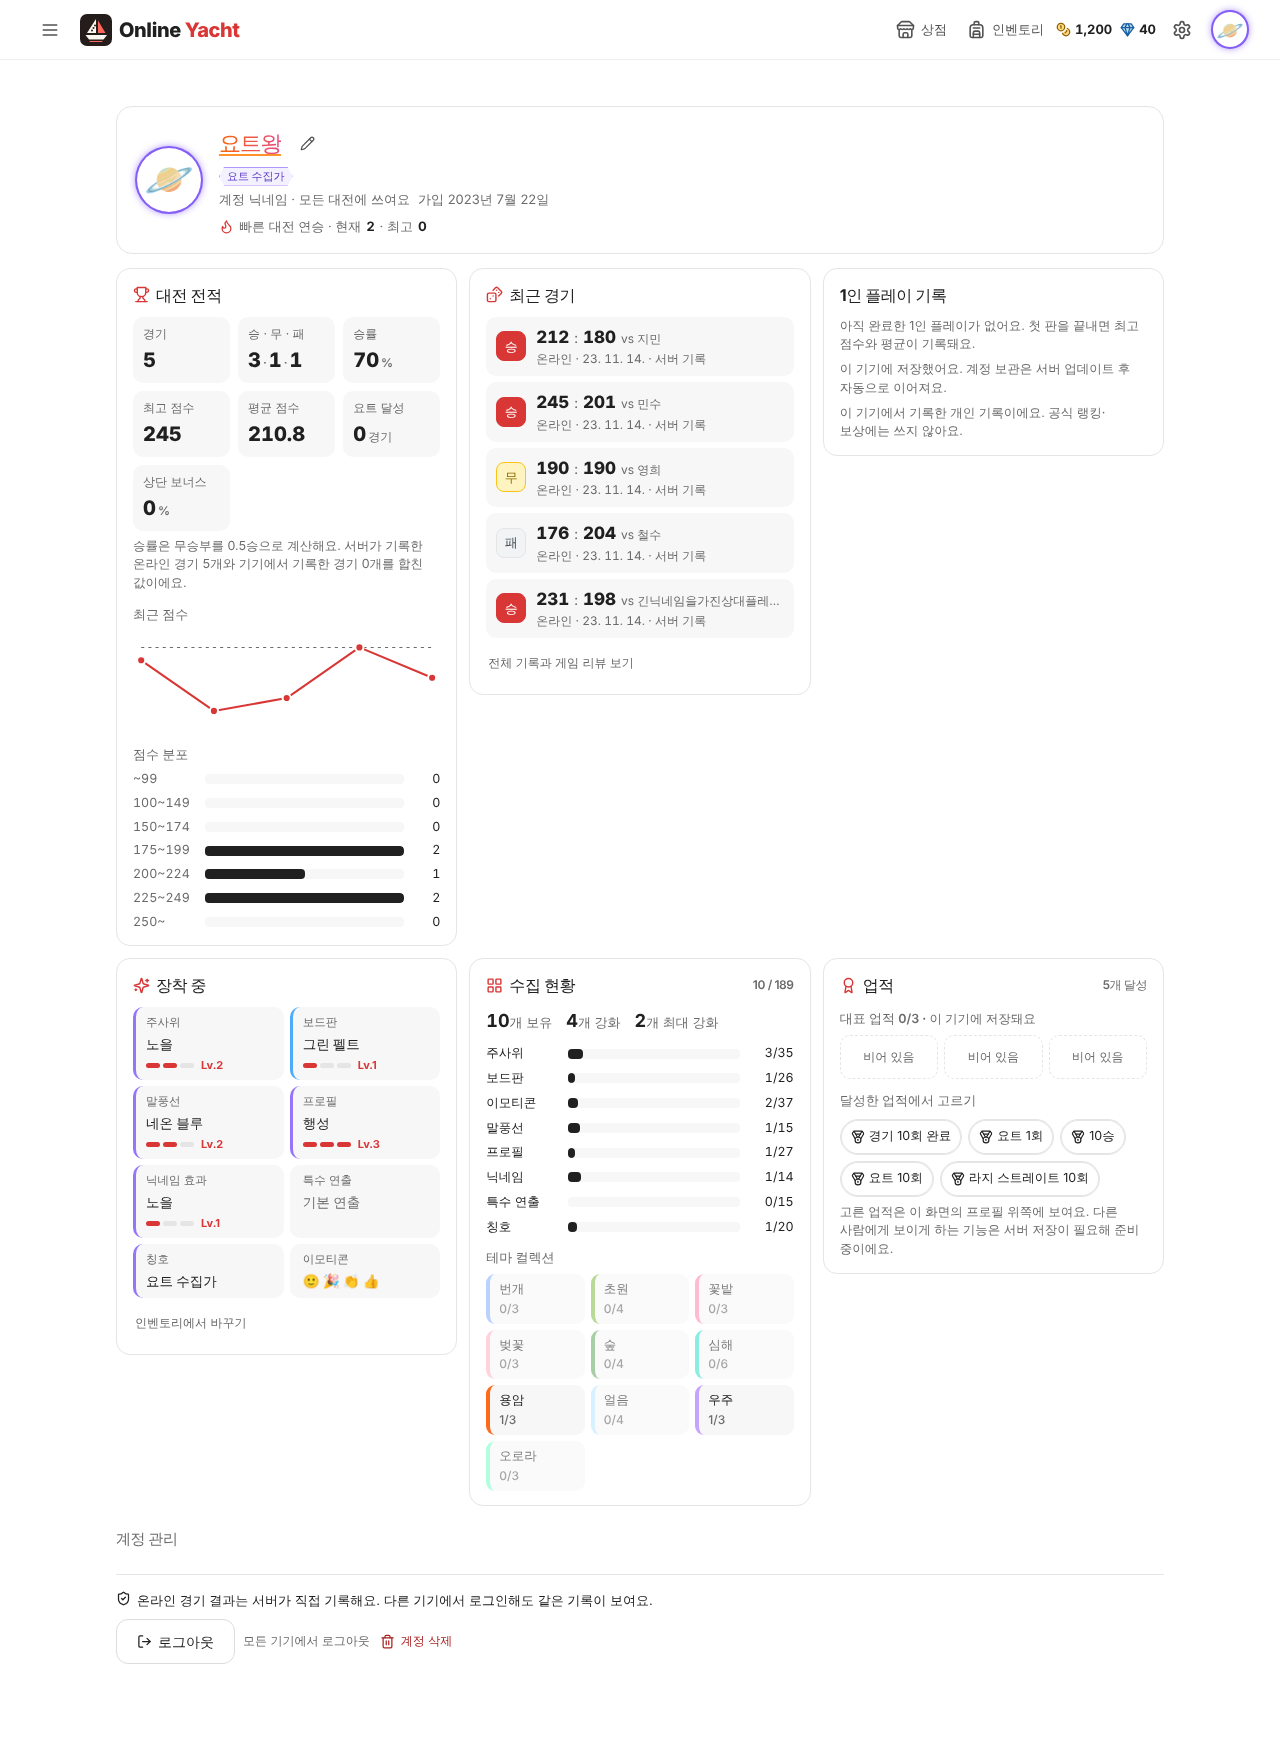 Online Yacht
상점
인벤토리
1,200
40
요트왕
요트 수집가
계정 닉네임 · 모든 대전에 쓰여요 가입 2023년 7월 22일
빠른 대전 연승 · 현재 2 · 최고 0
대전 전적
경기
5
승 · 무 · 패
3·1·1
승률
70%
최고 점수
245
평균 점수
210.8
요트 달성
0경기
상단 보너스
0%
승률은 무승부를 0.5승으로 계산해요. 서버가 기록한
온라인 경기 5개와 기기에서 기록한 경기 0개를 합친
값이에요.
최근 점수
점수 분포
~99 0
100~149 0
150~174 0
175~199 2
200~224 1
225~249 2
250~ 0
최근 경기
승
212 : 180 vs 지민
온라인 · 23. 11. 14. · 서버 기록
승
245 : 201 vs 민수
온라인 · 23. 11. 14. · 서버 기록
무
190 : 190 vs 영희
온라인 · 23. 11. 14. · 서버 기록
패
176 : 204 vs 철수
온라인 · 23. 11. 14. · 서버 기록
승
231 : 198 vs 긴닉네임을가진상대플레...
온라인 · 23. 11. 14. · 서버 기록
전체 기록과 게임 리뷰 보기
1인 플레이 기록
아직 완료한 1인 플레이가 없어요. 첫 판을 끝내면 최고
점수와 평균이 기록돼요.
이 기기에 저장했어요. 계정 보관은 서버 업데이트 후
자동으로 이어져요.
이 기기에서 기록한 개인 기록이에요. 공식 랭킹·
보상에는 쓰지 않아요.
장착 중
주사위
노을
Lv.2
보드판
그린 펠트
Lv.1
말풍선
네온 블루
Lv.2
프로필
행성
Lv.3
닉네임 효과
노을
Lv.1
특수 연출
기본 연출
칭호
요트 수집가
이모티콘
🙂 🎉 👏 👍
인벤토리에서 바꾸기
수집 현황
10 / 189
10개 보유 4개 강화 2개 최대 강화
주사위 3/35
보드판 1/26
이모티콘 2/37
말풍선 1/15
프로필 1/27
닉네임 1/14
특수 연출 0/15
칭호 1/20
테마 컬렉션
번개
0/3
초원
0/4
꽃밭
0/3
벚꽃
0/3
숲
0/4
심해
0/6
용암
1/3
얼음
0/4
우주
1/3
오로라
0/3
업적
5개 달성
대표 업적 0/3 · 이 기기에 저장돼요
비어 있음
비어 있음
비어 있음
달성한 업적에서 고르기
경기 10회 완료
요트 1회
10승
요트 10회
라지 스트레이트 10회
고른 업적은 이 화면의 프로필 위쪽에 보여요. 다른
사람에게 보이게 하는 기능은 서버 저장이 필요해 준비
중이에요.
계정 관리
온라인 경기 결과는 서버가 직접 기록해요. 다른 기기에서 로그인해도 같은 기록이 보여요.
로그아웃
모든 기기에서 로그아웃
계정 삭제